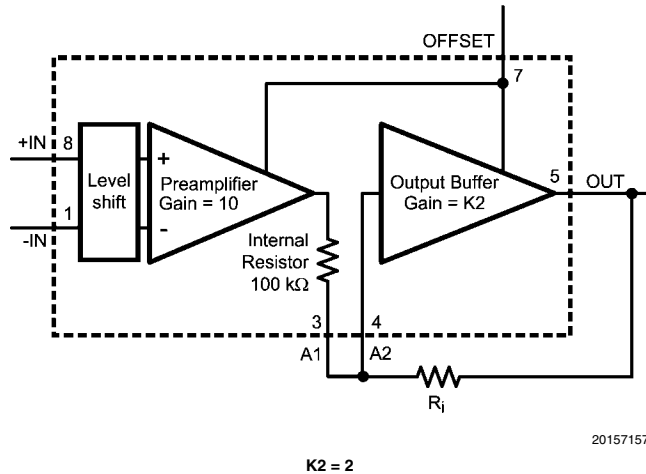 OFFSET
7
+IN
8
Level
shift
+
-
Preamplifier
Gain = 10
Output Buffer
Gain = K2
5
OUT
1
-IN
Internal
Resistor
100 kΩ
3
4
A1
A2
Ri
20157157
K2 = 2